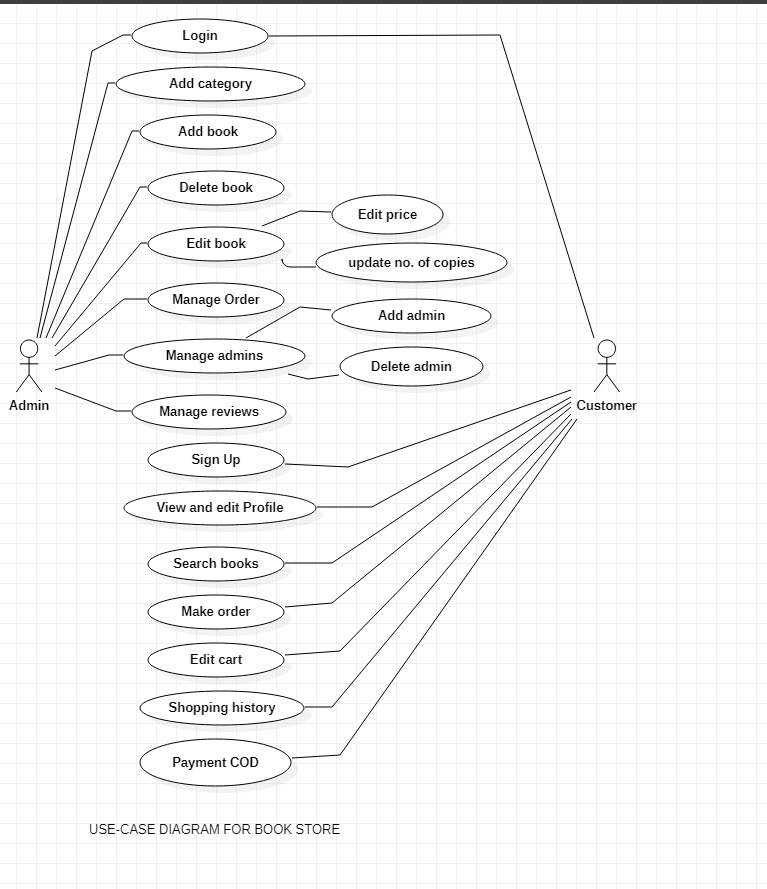 Login
Add category
Add book
Delete book
Edit price
Edit book
update no. of copies
Manage Order
Add admin
Manage admins
Delete admin
Admin
Customer
Manage reviews
Sign Up
View and edit Profile
Search books
Make order
Edit cart
Shopping history
Payment COD
USE-CASE DIAGRAM FOR BOOK STORE